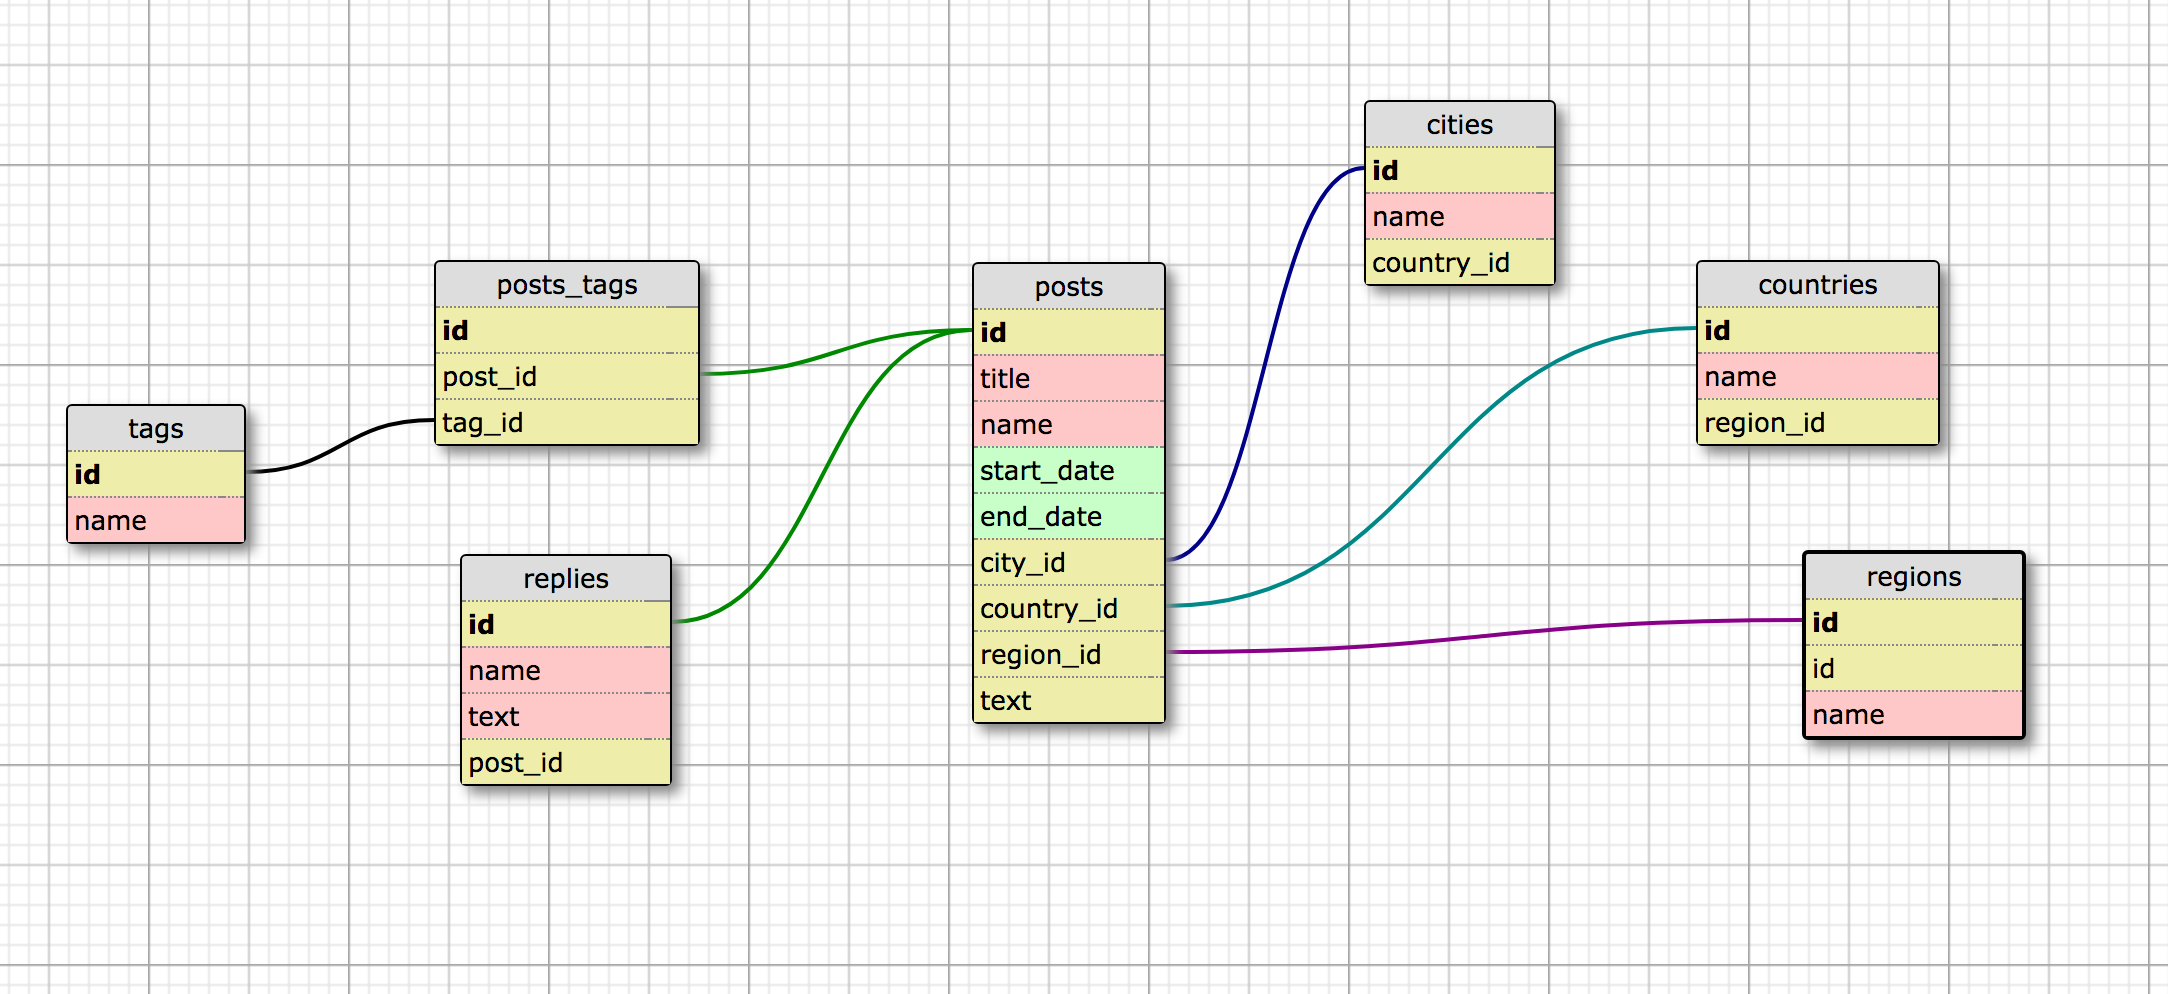 tags
id
name
posts_tags
id
post_id
tag_id
replies
id
name
text
post_id
posts
id
title
name
start_date
end_date
city_id
country_id
region_id
text
cities
id
name
country_id
countries
id
name
region_id
regions
id
id
name